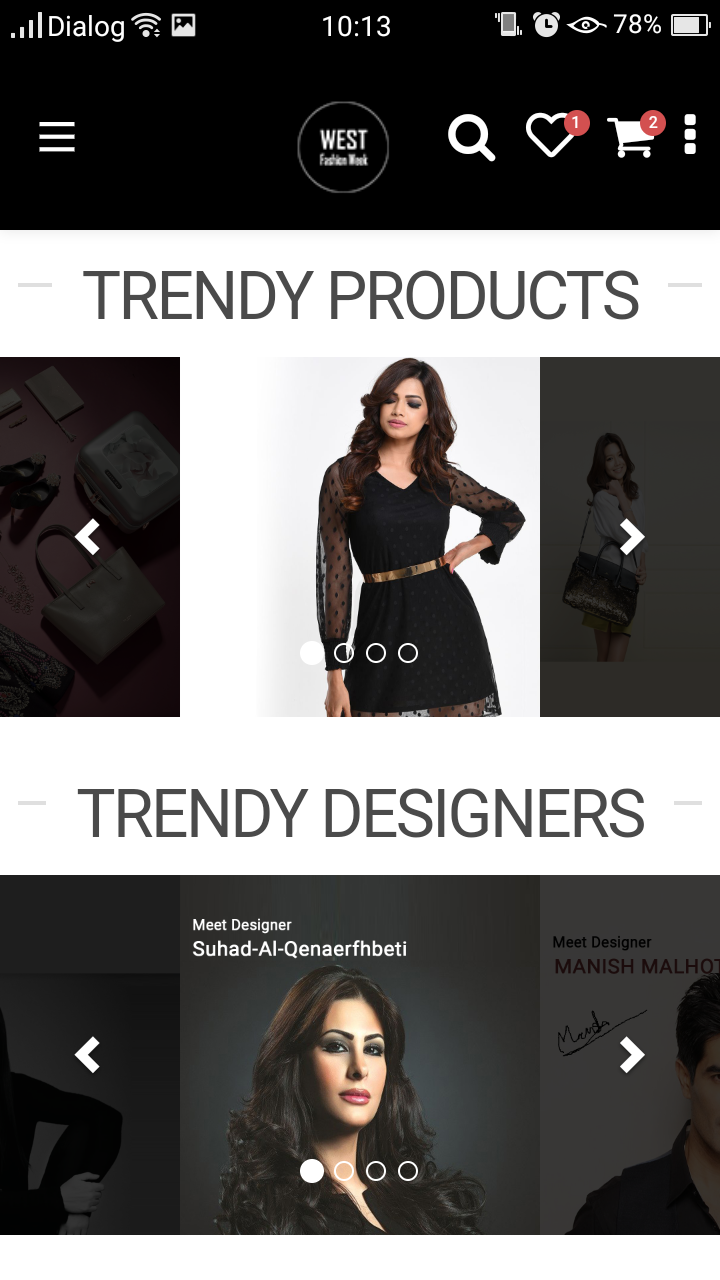 Dialog
10:13
78%
WEST
Fashion Week
1
2
TRENDY PRODUCTS
TRENDY DESIGNERS
Meet Designer
Suhad-Al-Qenaerfhbeti
Meet Designer
MANISH MALHOT